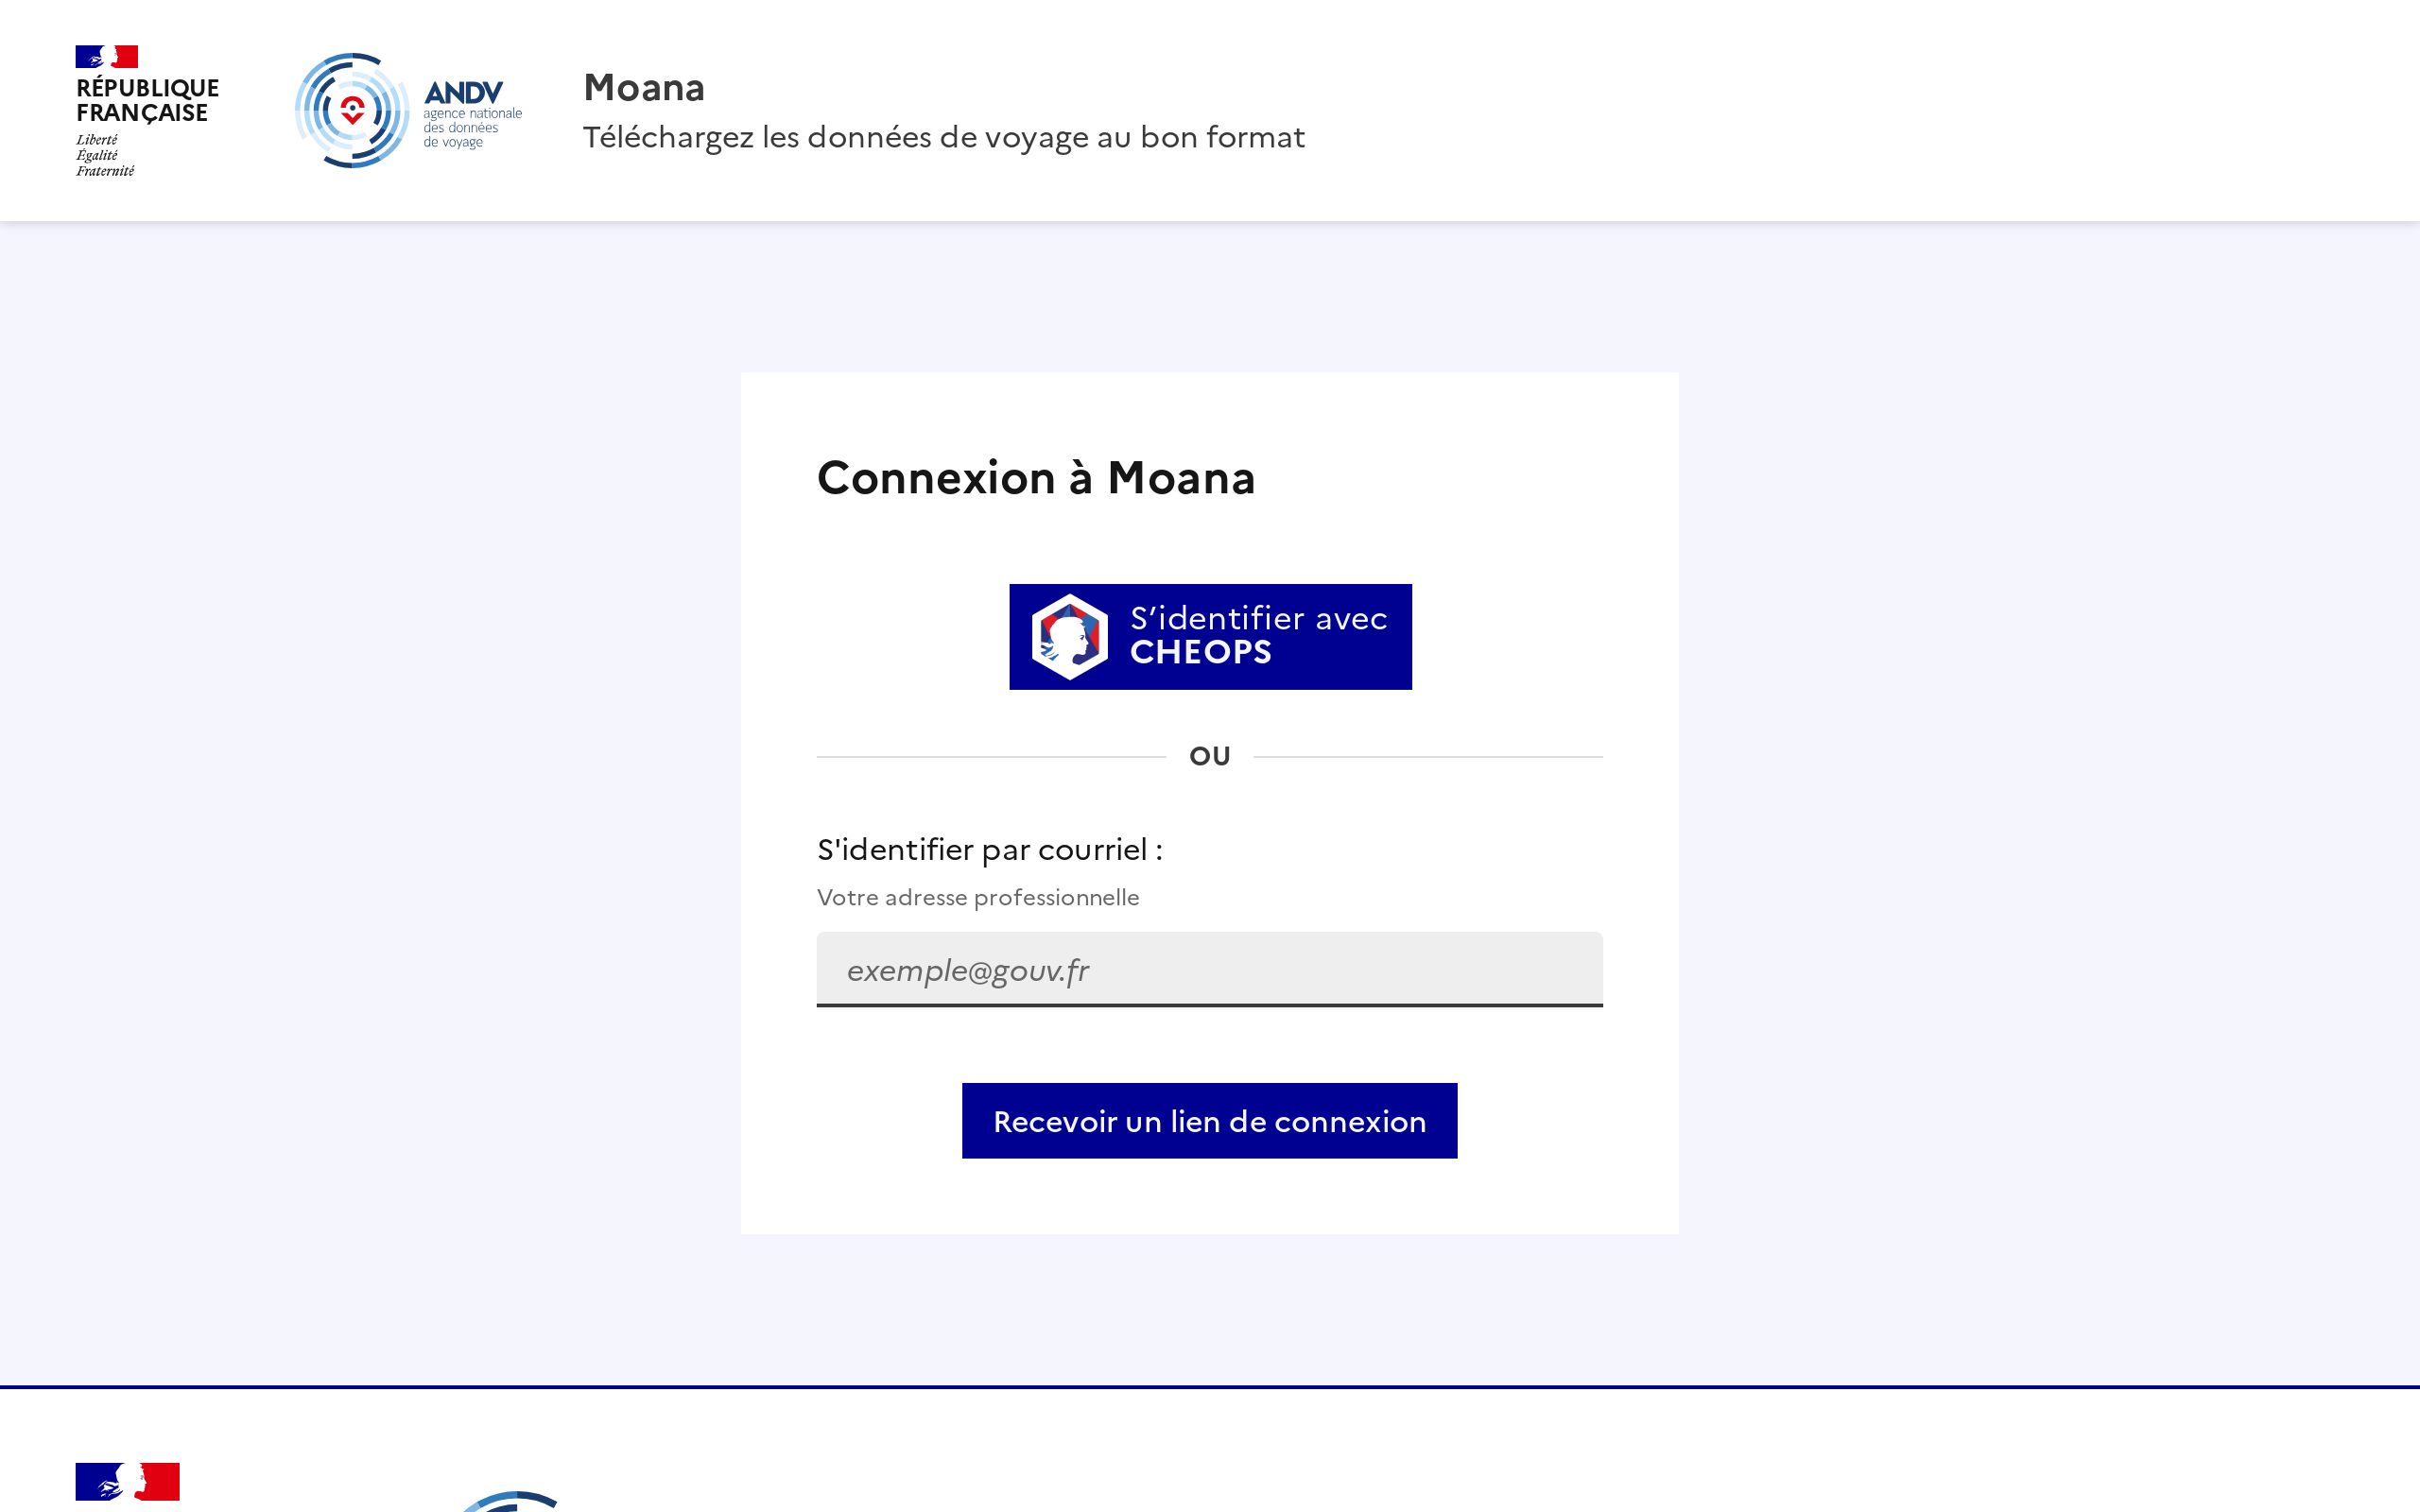 RÉPUBLIQUE
FRANÇAISE
Liberté
Égalité
Fraternité
ANDV
agence nationale
des données
de voyage
Moana
Téléchargez les données de voyage au bon format
Connexion à Moana
S’identifier avec
CHEOPS
OU
S'identifier par courriel :
Votre adresse professionnelle
exemple@gouv.fr
Recevoir un lien de connexion